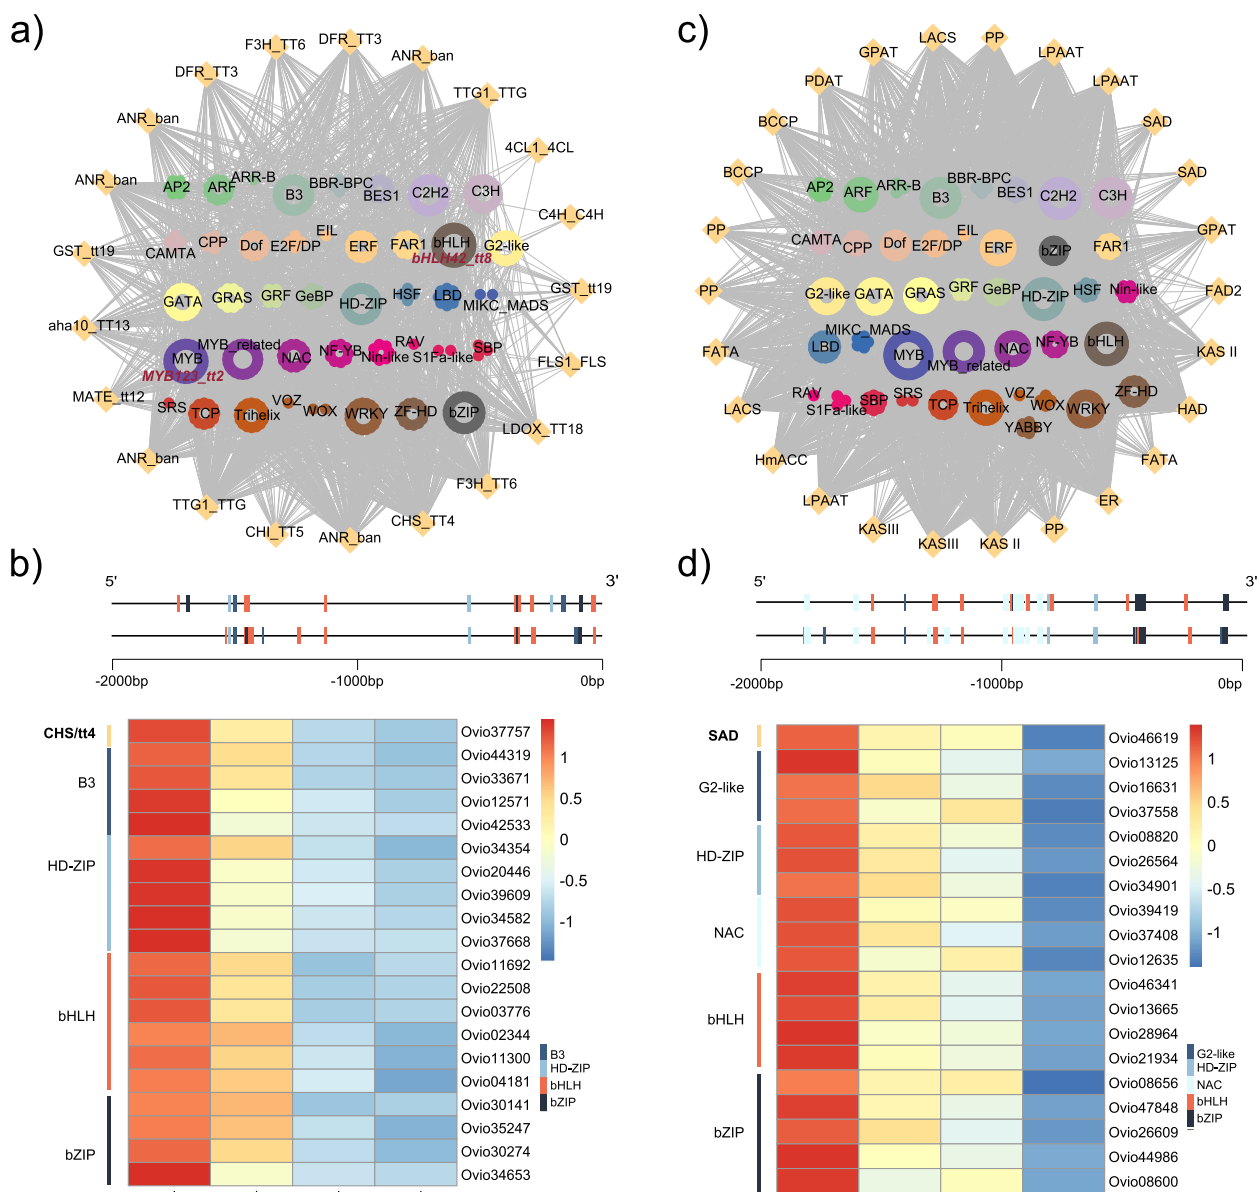 a)
F3H_TT6
DFR_TT3
ANR_ban
DFR_TT3
TTG1_TTG
ANR_ban
4CL1_4CL
ANR_ban
C4H_C4H
GST_tt19
GST_tt19
aha10_TT13
FLS1_FLS
MATE_tt12
LDOX_TT18
ANR_ban
F3H_TT6
TTG1_TTG
CHS_TT4
CHI_TT5
ANR_ban
AP2 ARF ARR-B B3 BBR-BPC BES1 C2H2 C3H
CAMTA CPP Dof E2F/DP EIL ERF FAR1 bHLH G2-like
bHLH42_tt8
GATA GRAS GRF GeBP HD-ZIP HSF LBD MIKC_MADS
MYB MYB_related NAC NF-YB Nin-like RAV S1Fa-like SBP
MYB123_tt2
SRS TCP Trihelix VOZ WOX WRKY ZF-HD bZIP
c)
LACS
PP
GPAT
LPAAT
PDAT
LPAAT
BCCP
SAD
BCCP
SAD
PP
GPAT
PP
FAD2
FATA
KAS II
LACS
HAD
HmACC
FATA
LPAAT
ER
KASIII
PP
KASIII
KAS II
AP2 ARF ARR-B B3 BBR-BPC BES1 C2H2 C3H
CAMTA CPP Dof E2F/DP EIL ERF bZIP FAR1
G2-like GATA GRAS GRF GeBP HD-ZIP HSF Nin-like
LBD MIKC_MADS MYB MYB_related NAC NF-YB bHLH
RAV S1Fa-like SBP SRS TCP Trihelix VOZ WOX YABBY WRKY ZF-HD
b)
5' 3'
-2000bp -1000bp 0bp
CHS/tt4
B3
HD-ZIP
bHLH
bZIP
Ovio37757
Ovio44319
Ovio33671
Ovio12571
Ovio42533
Ovio34354
Ovio20446
Ovio39609
Ovio34582
Ovio37668
Ovio11692
Ovio22508
Ovio03776
Ovio02344
Ovio11300
Ovio04181
Ovio30141
Ovio35247
Ovio30274
Ovio34653
1
0.5
0
-0.5
-1
B3
HD-ZIP
bHLH
bZIP
d)
5' 3'
-2000bp -1000bp 0bp
SAD
G2-like
HD-ZIP
NAC
bHLH
bZIP
Ovio46619
Ovio13125
Ovio16631
Ovio37558
Ovio08820
Ovio26564
Ovio34901
Ovio39419
Ovio37408
Ovio12635
Ovio46341
Ovio13665
Ovio28964
Ovio21934
Ovio08656
Ovio47848
Ovio26609
Ovio44986
Ovio08600
1
0.5
0
-0.5
-1
G2-like
HD-ZIP
NAC
bHLH
bZIP